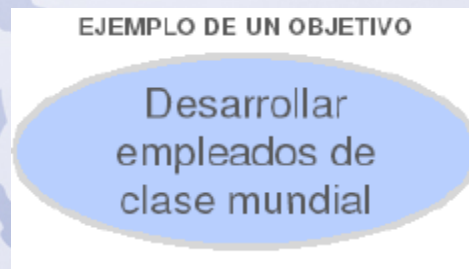 EJEMPLO DE UN OBJETIVO
Desarrollar
empleados de
clase mundial